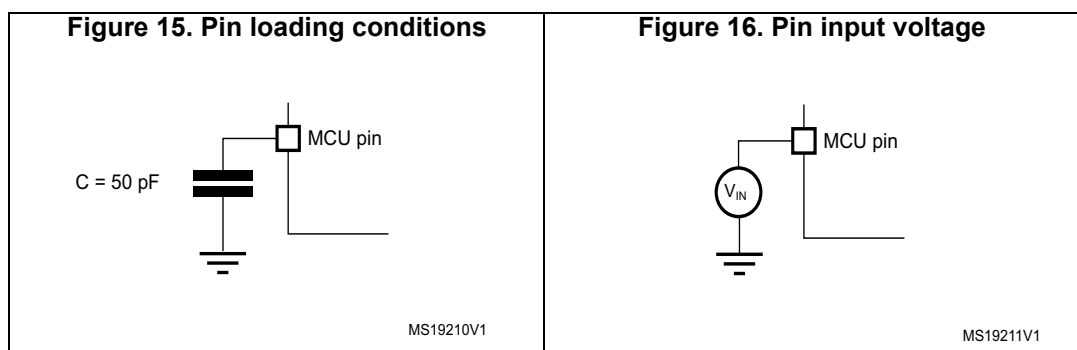 Figure 15. Pin loading conditions
MCU pin
C = 50 pF
MS19210V1
Figure 16. Pin input voltage
MCU pin
VIN
MS19211V1